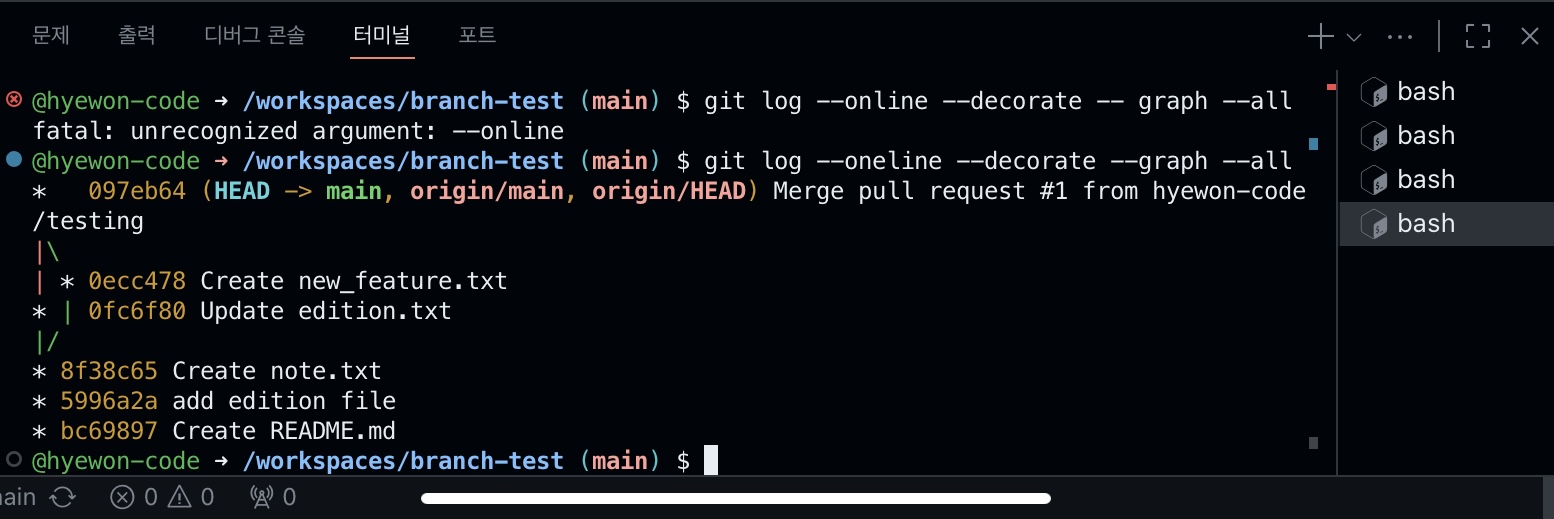 문제 출력 디버그 콘솔 터미널 포트
@hyewon-code → /workspaces/branch-test (main) $ git log --online --decorate -- graph --all
fatal: unrecognized argument: --online
@hyewon-code → /workspaces/branch-test (main) $ git log --oneline --decorate --graph --all
*   097eb64 (HEAD -> main, origin/main, origin/HEAD) Merge pull request #1 from hyewon-code
/testing
|\
| * 0ecc478 Create new_feature.txt
* | 0fc6f80 Update edition.txt
|/
* 8f38c65 Create note.txt
* 5996a2a add edition file
* bc69897 Create README.md
@hyewon-code → /workspaces/branch-test (main) $
bash
bash
bash
bash
ain 0 0 0